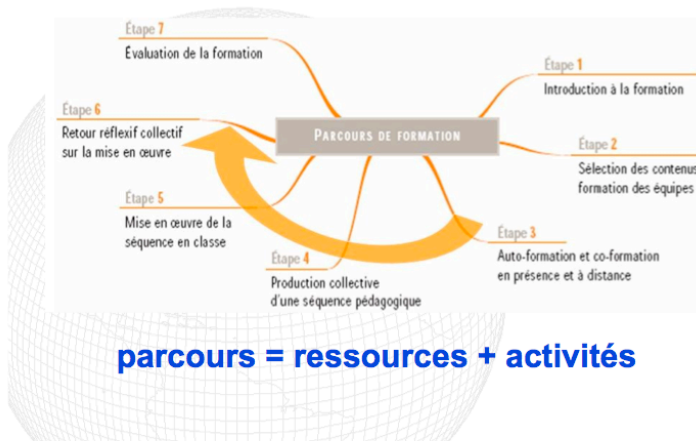 PARCOURS DE FORMATION
Étape 1
Introduction à la formation
Étape 2
Sélection des contenus
formation des équipes
Étape 3
Auto-formation et co-formation
en présence et à distance
Étape 4
Production collective
d'une séquence pédagogique
Étape 5
Mise en œuvre de la
séquence en classe
Étape 6
Retour réflexif collectif
sur la mise en œuvre
Étape 7
Évaluation de la formation
parcours = ressources + activités